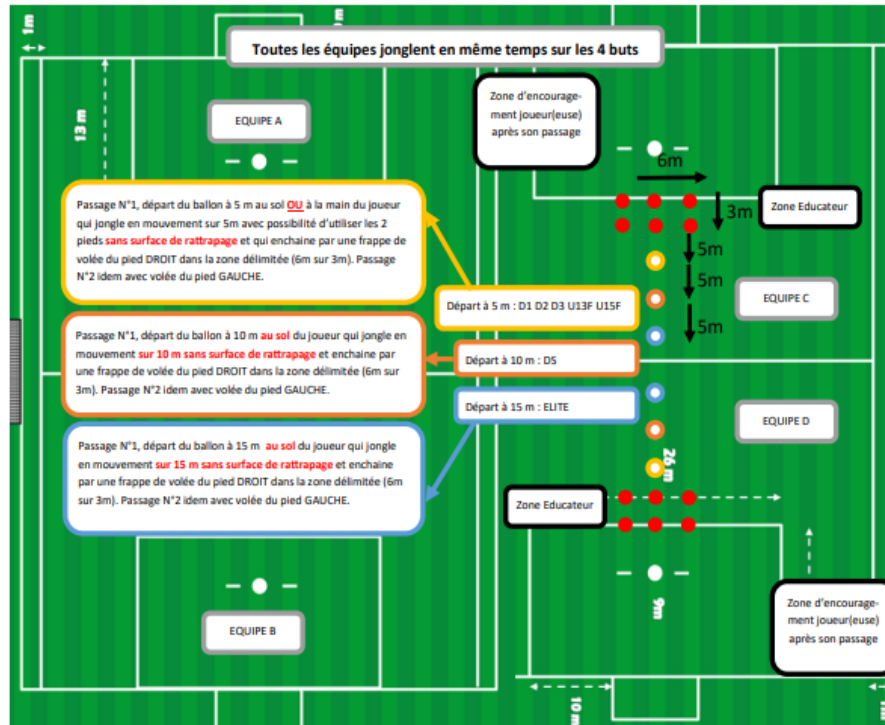 1m
Toutes les équipes jonglent en même temps sur les 4 buts
13 m
EQUIPE A
Zone d'encourage-
ment joueur(euse)
après son passage
6m
3m
Zone Educateur
Passage N°1, départ du ballon à 5 m au sol OU à la main du joueur
qui jongle en mouvement sur 5m avec possibilité d'utiliser les 2
pieds sans surface de rattrapage et qui enchaine par une frappe de
volée du pied DROIT dans la zone délimitée (6m sur 3m). Passage
N°2 idem avec volée du pied GAUCHE.
5m
5m
5m
Départ à 5 m : D1 D2 D3 U13F U15F
EQUIPE C
Passage N°1, départ du ballon à 10 m au sol du joueur qui jongle en
mouvement sur 10 m sans surface de rattrapage et enchaine par
une frappe de volée du pied DROIT dans la zone délimitée (6m sur
3m). Passage N°2 idem avec volée du pied GAUCHE.
Départ à 10 m : DS
Départ à 15 m : ELITE
EQUIPE D
Passage N°1, départ du ballon à 15 m au sol du joueur qui jongle
en mouvement sur 15 m sans surface de rattrapage et enchaine
par une frappe de volée du pied DROIT dans la zone délimitée (6m
sur 3m). Passage N°2 idem avec volée du pied GAUCHE.
26 m
Zone Educateur
9m
EQUIPE B
Zone d'encourage-
ment joueur(euse)
après son passage
10 m